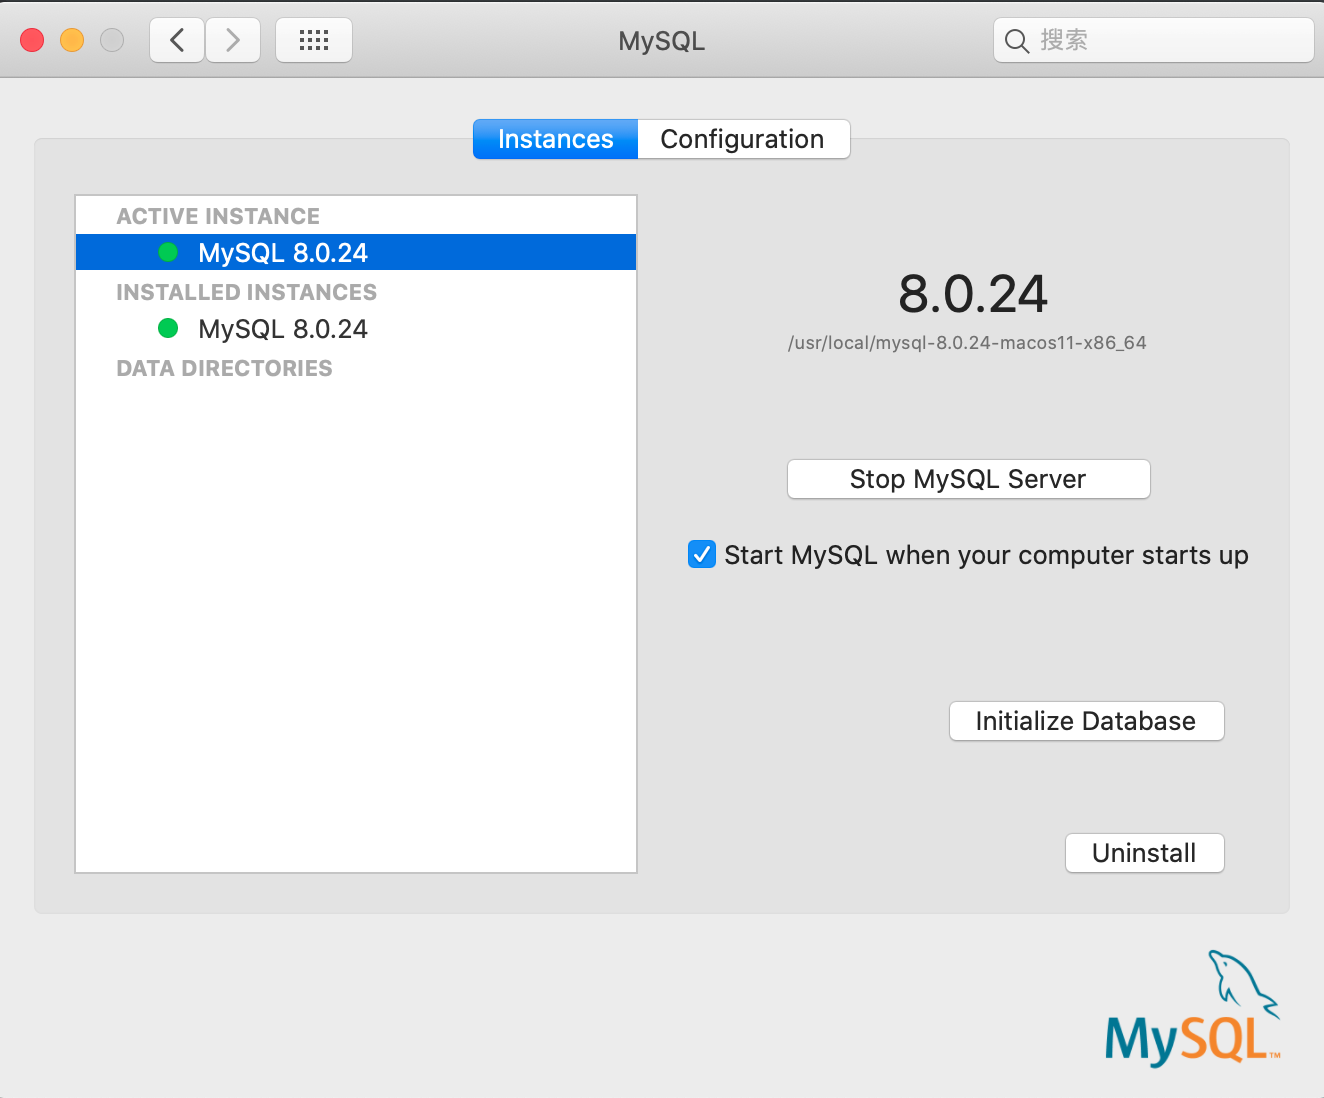 MySQL
搜索
Instances
Configuration
ACTIVE INSTANCE
MySQL 8.0.24
INSTALLED INSTANCES
MySQL 8.0.24
DATA DIRECTORIES
8.0.24
/usr/local/mysql-8.0.24-macos11-x86_64
Stop MySQL Server
Start MySQL when your computer starts up
Initialize Database
Uninstall
MySQL™